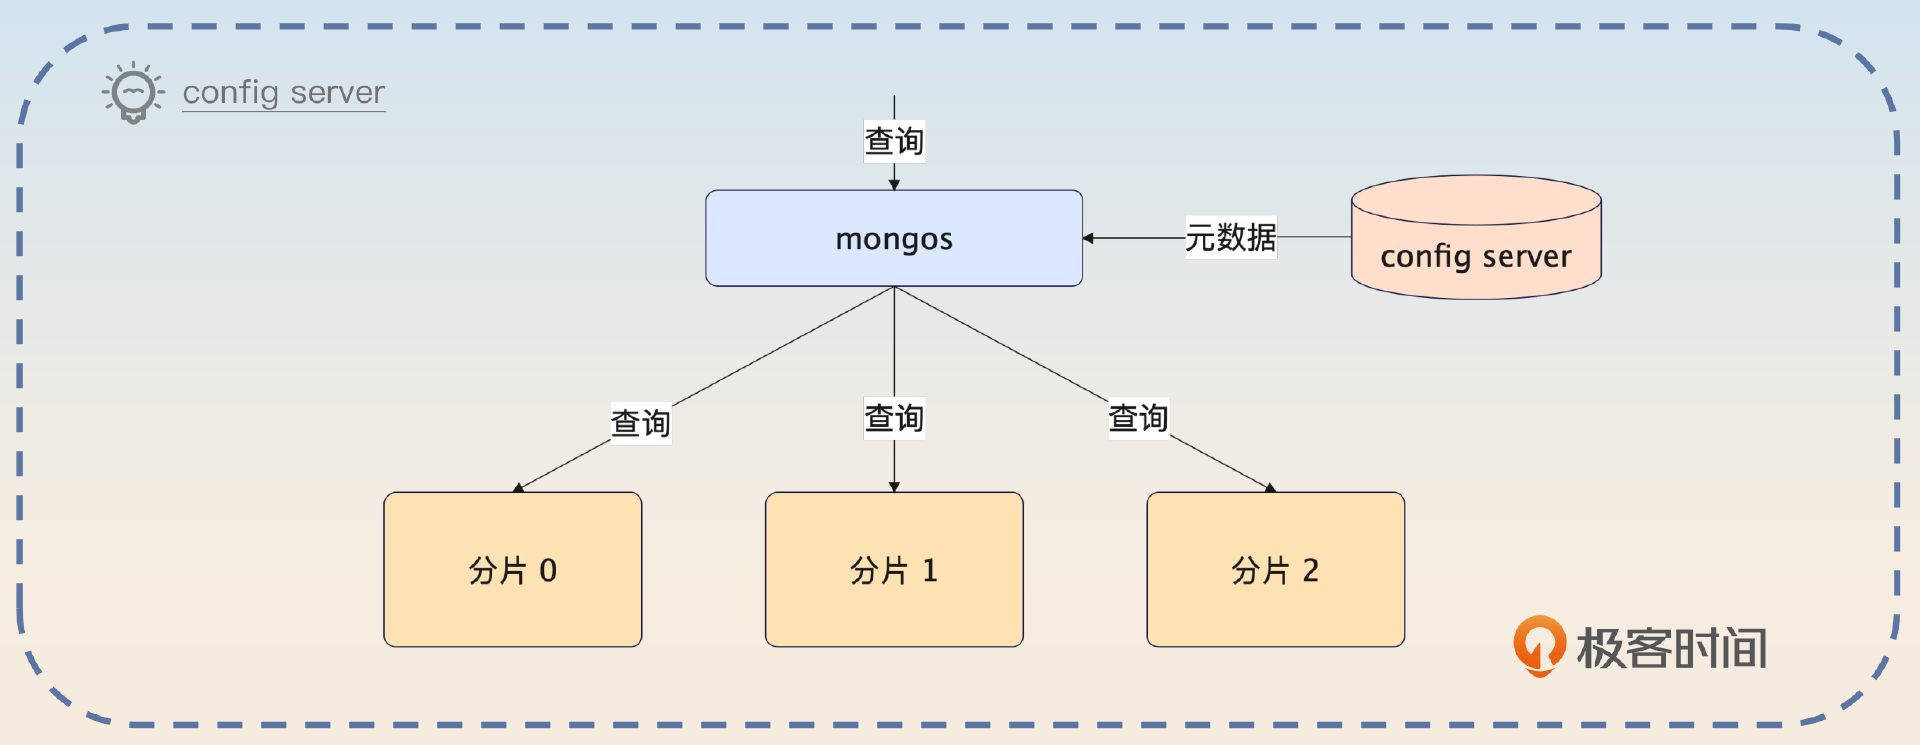 config server
查询
mongos
元数据
config server
查询
查询
查询
分片 0
分片 1
分片 2
极客时间